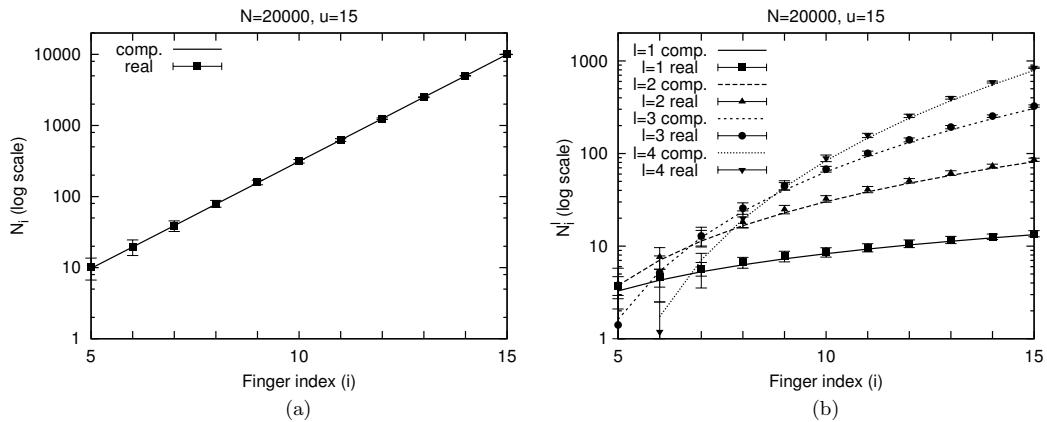 N=20000, u=15
comp.
real
10000
1000
100
10
1
N_i (log scale)
5
10
15
Finger index (i)
(a)
N=20000, u=15
l=1 comp.
l=1 real
l=2 comp.
l=2 real
l=3 comp.
l=3 real
l=4 comp.
l=4 real
1000
100
10
1
N_i^l (log scale)
5
10
15
Finger index (i)
(b)